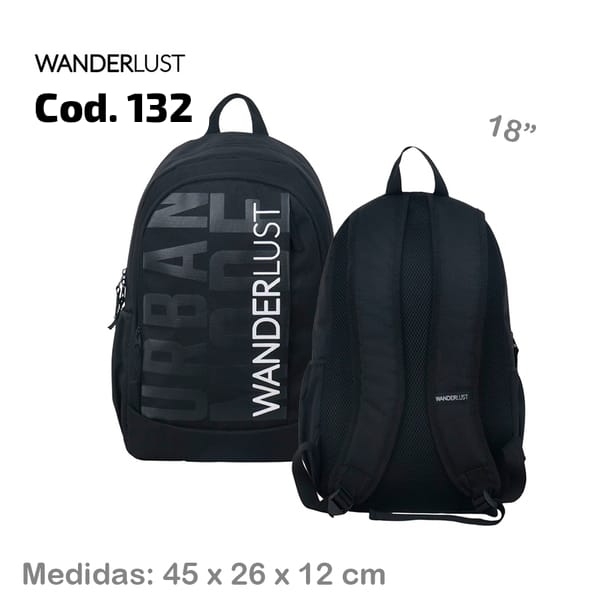 WANDERLUST
Cod. 132
18”
URBAN
WANDERLUST
WANDERLUST
Medidas: 45 x 26 x 12 cm